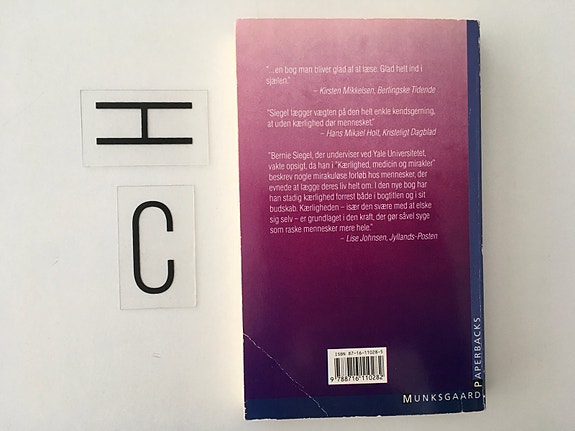 H
C
"...en bog man bliver glad af at læse. Glad helt ind i
sjælen."
– Kirsten Mikkelsen, Berlingske Tidende
"Siegel lægger vægten på den helt enkle kendsgerning,
at uden kærlighed dør mennesket."
– Hans Mikael Holt, Kristeligt Dagblad
"Bernie Siegel, der underviser ved Yale Universitetet,
vakte opsigt, da han i "Kærlighed, medicin og mirakler"
beskrev nogle mirakuløse forløb hos mennesker, der
evnede at lægge deres liv helt om. I den nye bog har
han stadig kærlighed forrest både i bogtitlen og i sit
budskab. Kærligheden – især den svære med at elske
sig selv – er grundlaget i den kraft, der gør såvel syge
som raske mennesker mere hele."
– Lise Johnsen, Jyllands-Posten
ISBN 87-16-11028-5
9 788716 110282
MUNKSGAARD
PAPERBACKS